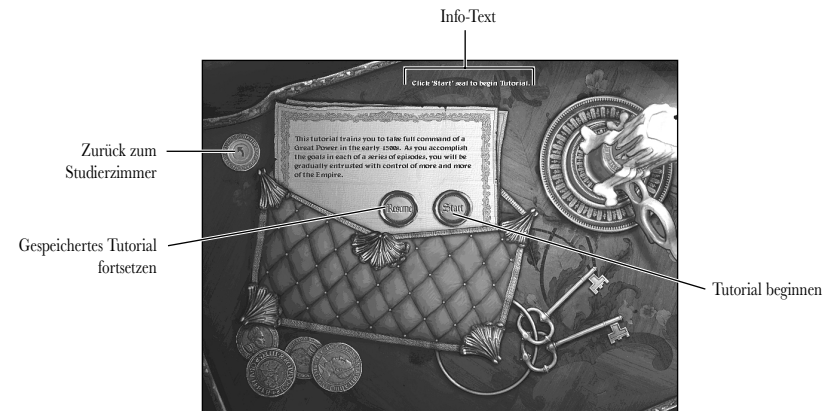 Info-Text
Click 'Start' seal to begin Tutorial.
Zurück zum
Studierzimmer
This tutorial trains you to take full command of a
Great Power in the early 1500s. As you accomplish
the goals in each of a series of episodes, you will be
gradually entrusted with control of more and more
of the Empire.
Resume
Start
Gespeichertes Tutorial
fortsetzen
Tutorial beginnen